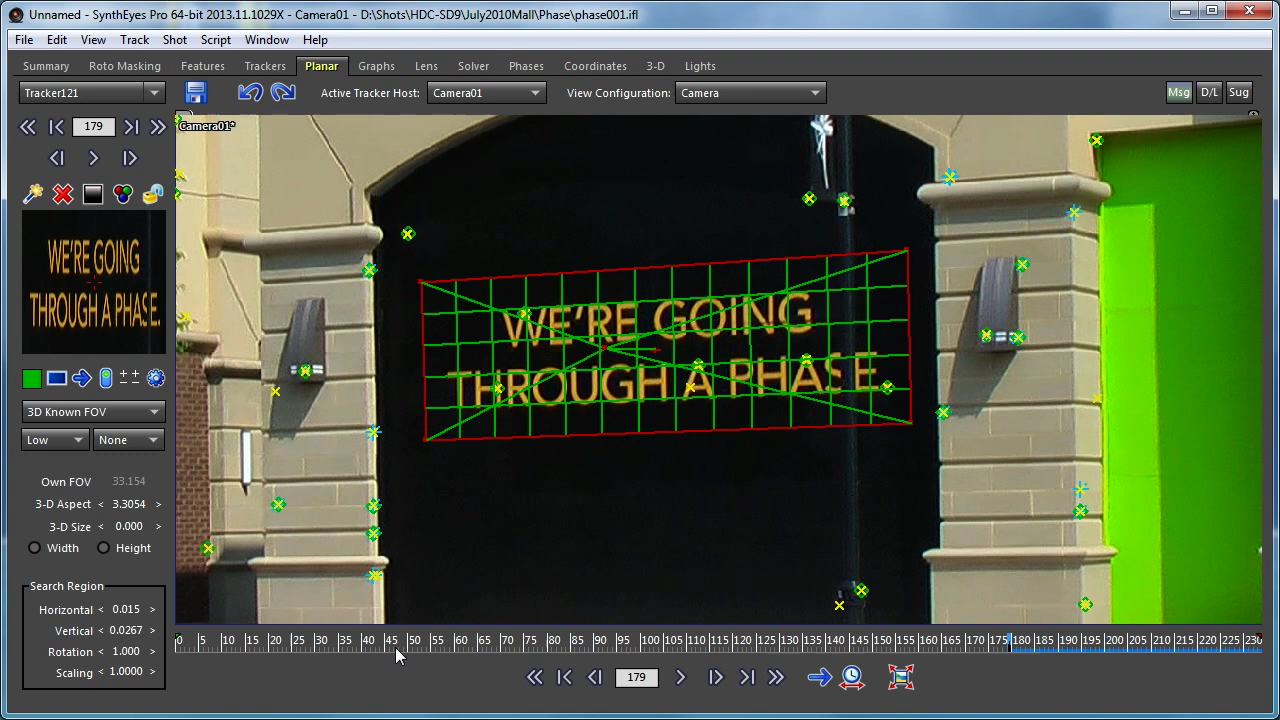 Unnamed - SynthEyes Pro 64-bit 2013.11.1029X - Camera01 - D:\Shots\HDC-SD9\July2010Mall\Phase\phase001.ifl
File Edit View Track Shot Script Window Help
Summary Roto Masking Features Trackers Planar Graphs Lens Solver Phases Coordinates 3-D Lights
Tracker121 Active Tracker Host: Camera01 View Configuration: Camera Msg D/L Sug
179
Camera01*
WE'RE GOING
THROUGH A PHASE.
WE'RE GOING
THROUGH A PHASE.
3D Known FOV
Low None
Own FOV 33.154
3-D Aspect < 3.3054 >
3-D Size < 0.000 >
Width Height
Search Region
Horizontal < 0.015 >
Vertical < 0.0267 >
Rotation < 1.000 >
Scaling < 1.0000 >
0 5 10 15 20 25 30 35 40 45 50 55 60 65 70 75 80 85 90 95 100 105 110 115 120 125 130 135 140 145 150 155 160 165 170 175 180 185 190 195 200 205 210 215 220 225 230
179